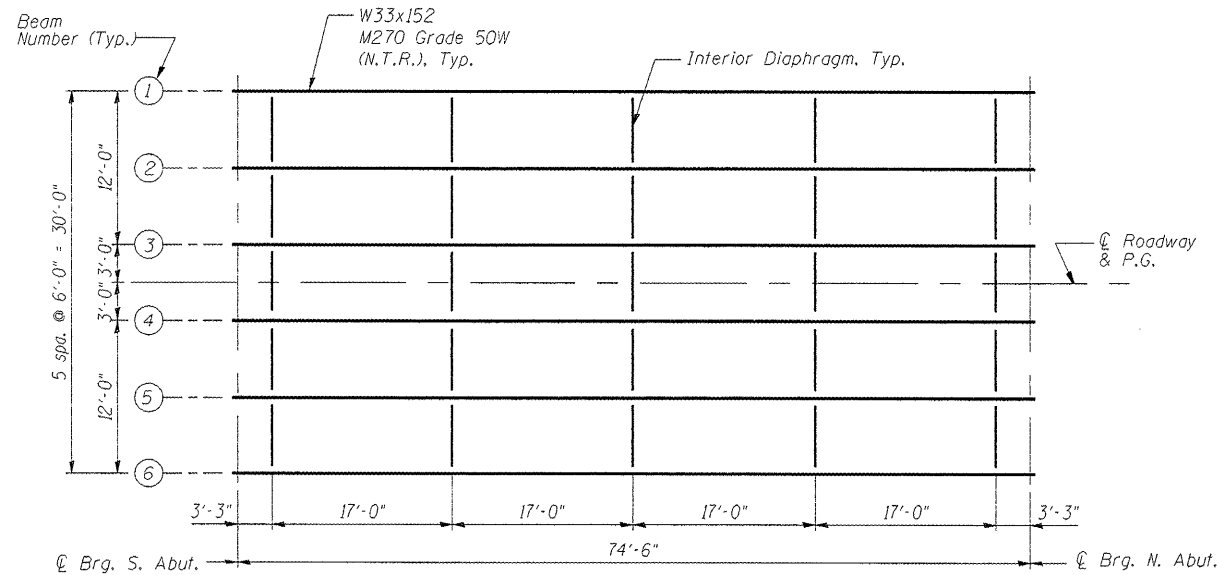 Beam
Number (Typ.)
W33x152
M270 Grade 50W
(N.T.R.), Typ.
Interior Diaphragm, Typ.
1
2
3
4
5
6
5 spa. @ 6'-0" = 30'-0"
12'-0"
3'-0"
3'-0"
12'-0"
℄ Roadway
& P.G.
3'-3"
17'-0"
17'-0"
17'-0"
17'-0"
3'-3"
74'-6"
℄ Brg. S. Abut.
℄ Brg. N. Abut.